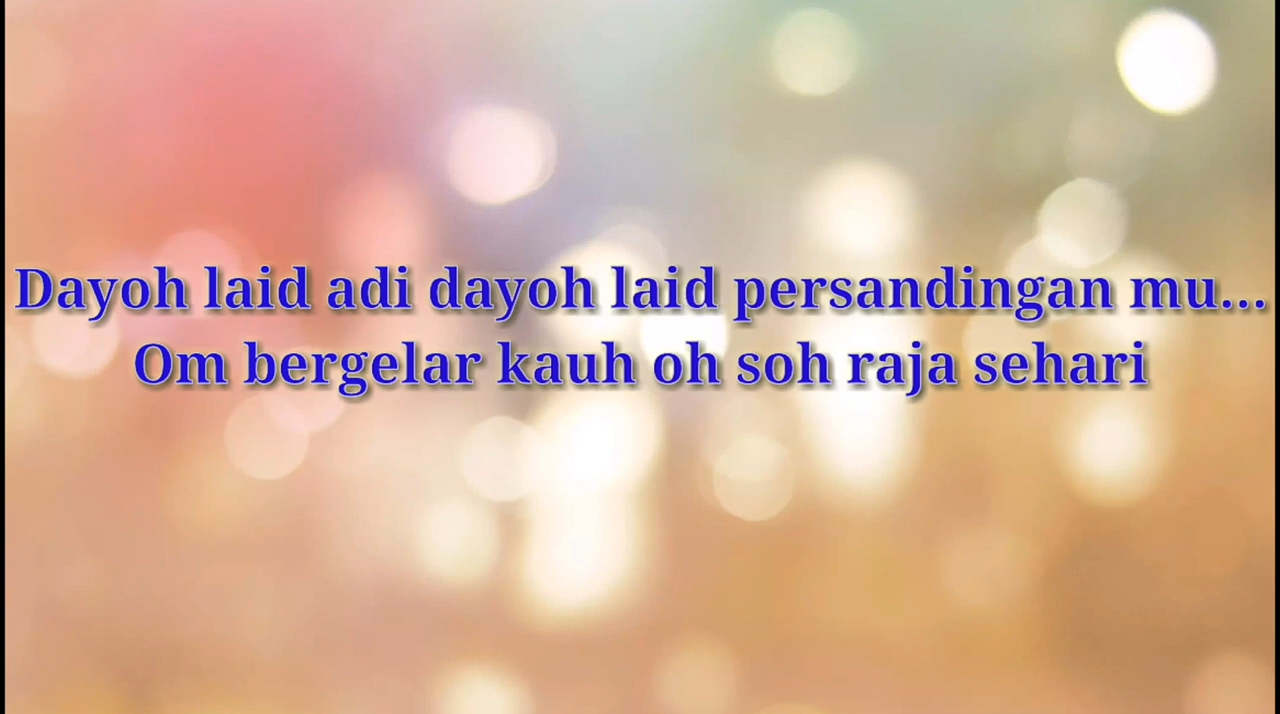 Dayoh laid adi dayoh laid persandingan mu...
Om bergelar kauh oh soh raja sehari